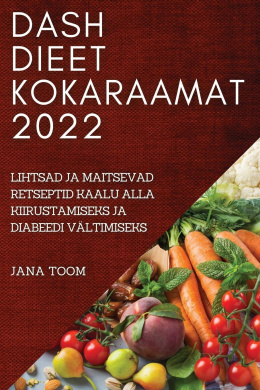 DASH
DIEET
KOKARAAMAT
2022
LIHTSAD JA MAITSEVAD
RETSEPTID KAALU ALLA
KIIRUSTAMISEKS JA
DIABEEDI VÄLTIMISEKS
JANA TOOM